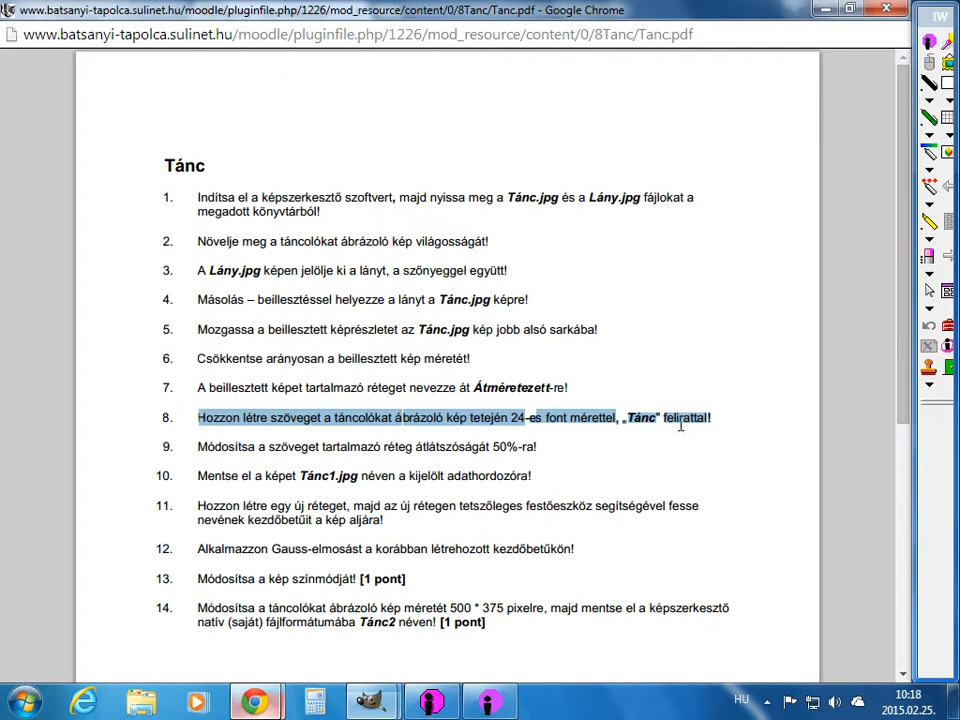 www.batsanyi-tapolca.sulinet.hu/moodle/pluginfile.php/1226/mod_resource/content/0/8Tanc/Tanc.pdf - Google Chrome
IW
www.batsanyi-tapolca.sulinet.hu/moodle/pluginfile.php/1226/mod_resource/content/0/8Tanc/Tanc.pdf
Tánc
1. Indítsa el a képszerkesztő szoftvert, majd nyissa meg a Tánc.jpg és a Lány.jpg fájlokat a
megadott könyvtárból!
2. Növelje meg a táncolókat ábrázoló kép világosságát!
3. A Lány.jpg képen jelölje ki a lányt, a szőnyeggel együtt!
4. Másolás – beillesztéssel helyezze a lányt a Tánc.jpg képre!
5. Mozgassa a beillesztett képrészletet az Tánc.jpg kép jobb alsó sarkába!
6. Csökkentse arányosan a beillesztett kép méretét!
7. A beillesztett képet tartalmazó réteget nevezze át Átméretezett-re!
8. Hozzon létre szöveget a táncolókat ábrázoló kép tetején 24-es font mérettel, „Tánc" felirattal!
9. Módosítsa a szöveget tartalmazó réteg átlátszóságát 50%-ra!
10. Mentse el a képet Tánc1.jpg néven a kijelölt adathordozóra!
11. Hozzon létre egy új réteget, majd az új rétegen tetszőleges festőeszköz segítségével fesse
nevének kezdőbetűit a kép aljára!
12. Alkalmazzon Gauss-elmosást a korábban létrehozott kezdőbetűkön!
13. Módosítsa a kép színmódját! [1 pont]
14. Módosítsa a táncolókat ábrázoló kép méretét 500 * 375 pixelre, majd mentse el a képszerkesztő
natív (saját) fájlformátumába Tánc2 néven! [1 pont]
HU
10:18
2015.02.25.